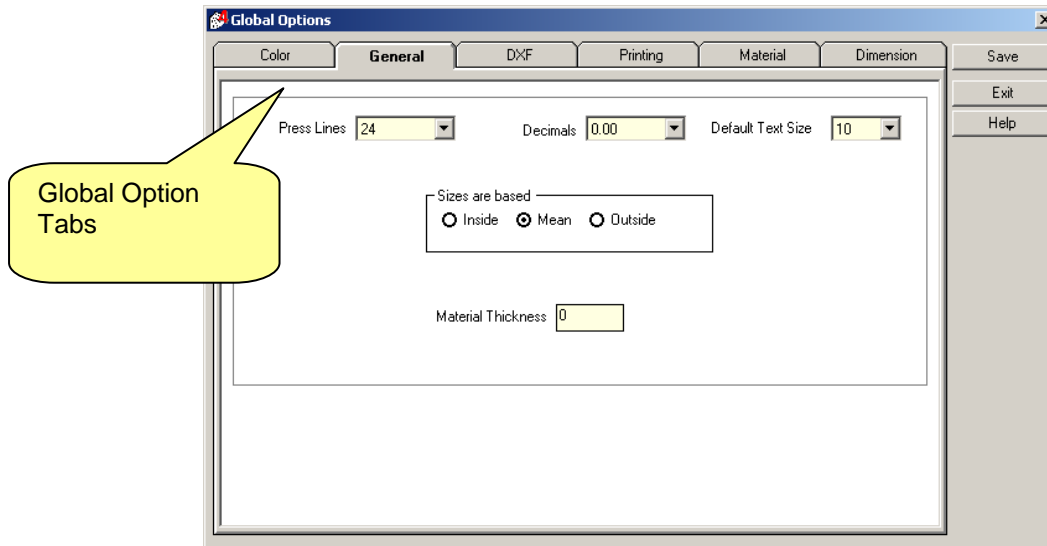 Global Options
Color General DXF Printing Material Dimension
Save
Exit
Help
Press Lines 24 Decimals 0.00 Default Text Size 10
Global Option
Tabs
Sizes are based
Inside Mean Outside
Material Thickness 0